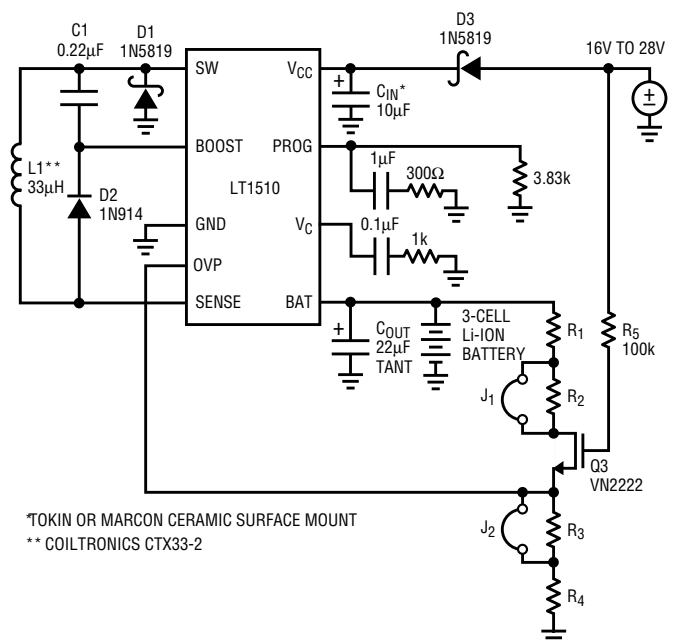 C1
0.22µF
D1
1N5819
D3
1N5819
16V TO 28V
SW
VCC
+
CIN*
10µF
±
BOOST
PROG
L1**
33µH
D2
1N914
LT1510
1µF
300Ω
3.83k
GND
VC
0.1µF
1k
OVP
SENSE
BAT
+
COUT
22µF
TANT
3-CELL
Li-ION
BATTERY
R1
R5
100k
J1
R2
Q3
VN2222
*TOKIN OR MARCON CERAMIC SURFACE MOUNT
** COILTRONICS CTX33-2
J2
R3
R4